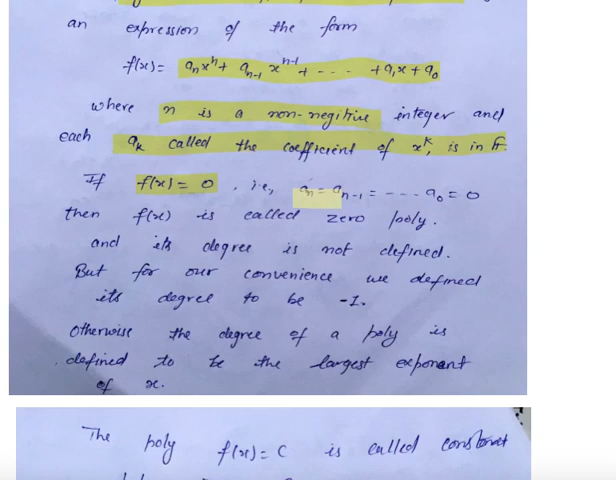 an expression of the form
f(x) = aₙxⁿ + aₙ₋₁ xⁿ⁻¹ + - - - + a₁x + a₀
where n is a non-negitive integer and
each aₖ called the coefficient of xᵏ, is in F.
If f(x) = 0, i.e, aₙ = aₙ₋₁ = - - - a₀ = 0
then f(x) is called zero poly.
and its degree is not defined.
But for our convenience we defined
its degree to be -1.
Otherwise the degree of a poly is
defined to be the largest exponent
of x.
The poly f(x) = C is called constant